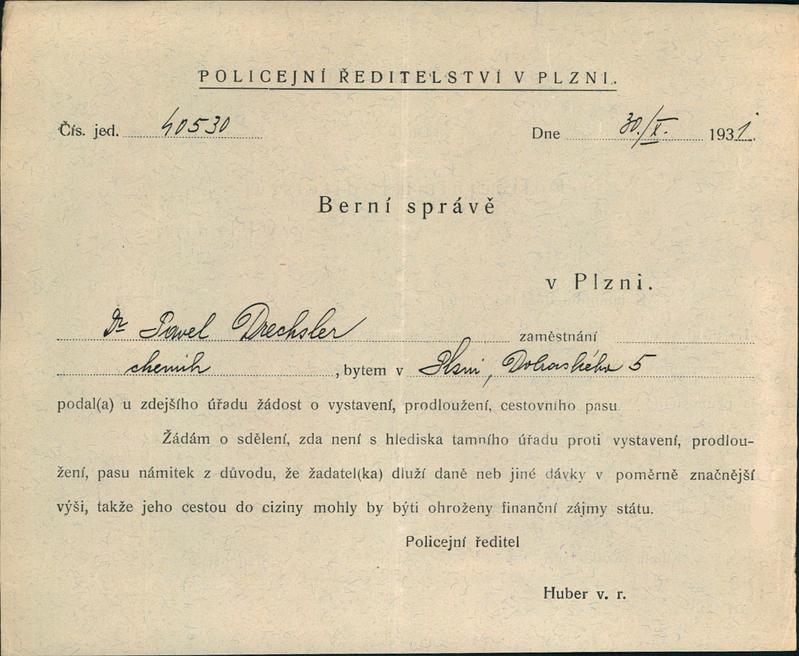 POLICEJNÍ ŘEDITELSTVÍ V PLZNI.
Čís. jed. 40530 Dne 30./X. 1931.
Berní správě
v Plzni.
Dr Pavel Drechsler zaměstnání
chemik, bytem v Plzni, 5
podal(a) u zdejšího úřadu žádost o vystavení, prodloužení, cestovního pasu.
Žádám o sdělení, zda není s hlediska tamního úřadu proti vystavení, prodlou-
žení, pasu námitek z důvodu, že žadatel(ka) dluží daně neb jiné dávky v poměrně značnější
výši, takže jeho cestou do ciziny mohly by býti ohroženy finanční zájmy státu.
Policejní ředitel
Huber v. r.